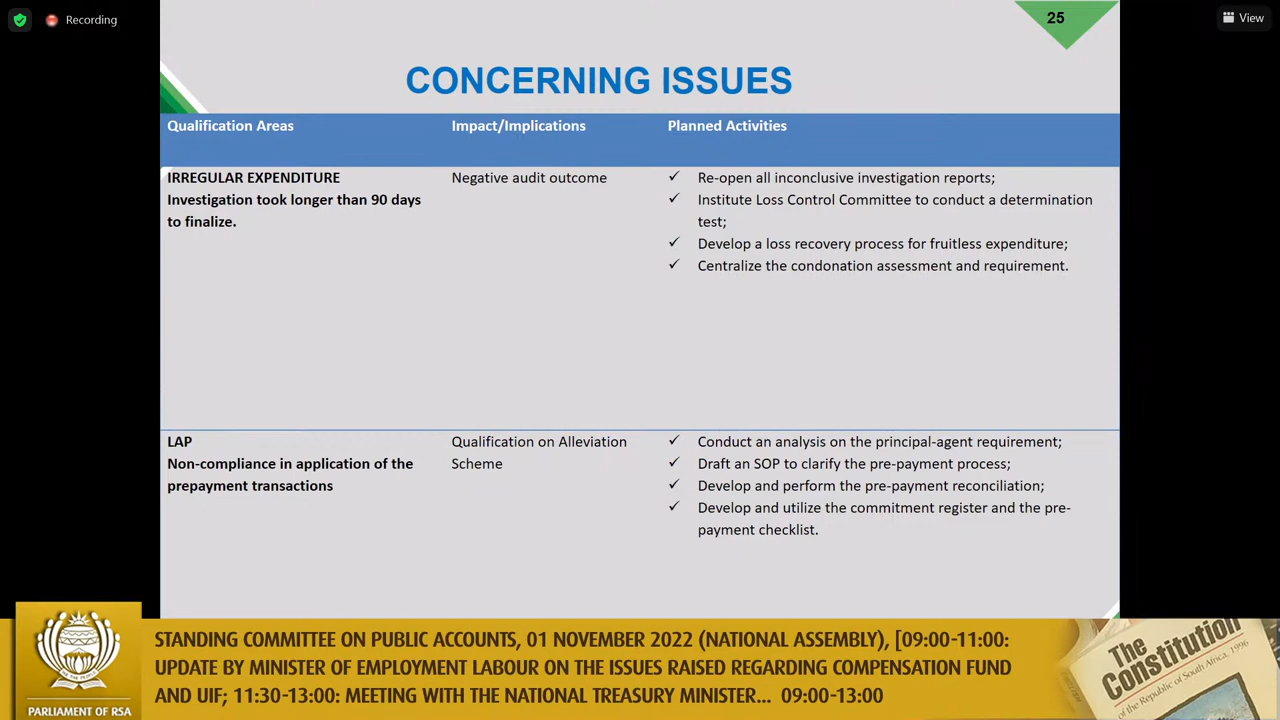 Recording
View
25
CONCERNING ISSUES
Qualification Areas
Impact/Implications
Planned Activities
IRREGULAR EXPENDITURE
Investigation took longer than 90 days
to finalize.
Negative audit outcome
✓ Re-open all inconclusive investigation reports;
✓ Institute Loss Control Committee to conduct a determination
test;
✓ Develop a loss recovery process for fruitless expenditure;
✓ Centralize the condonation assessment and requirement.
LAP
Non-compliance in application of the
prepayment transactions
Qualification on Alleviation
Scheme
✓ Conduct an analysis on the principal-agent requirement;
✓ Draft an SOP to clarify the pre-payment process;
✓ Develop and perform the pre-payment reconciliation;
✓ Develop and utilize the commitment register and the pre-
payment checklist.
PARLIAMENT OF RSA
STANDING COMMITTEE ON PUBLIC ACCOUNTS, 01 NOVEMBER 2022 (NATIONAL ASSEMBLY), [09:00-11:00:
UPDATE BY MINISTER OF EMPLOYMENT LABOUR ON THE ISSUES RAISED REGARDING COMPENSATION FUND
AND UIF; 11:30-13:00: MEETING WITH THE NATIONAL TREASURY MINISTER... 09:00-13:00
The
Constitution
of the Republic of South Africa, 1996